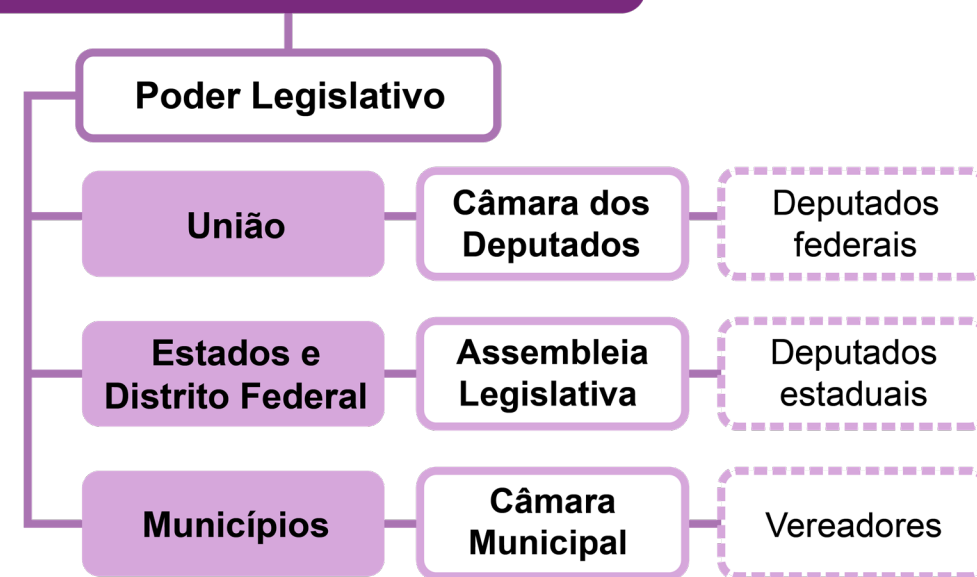 Poder Legislativo
União
Câmara dos
Deputados
Deputados
federais
Estados e
Distrito Federal
Assembleia
Legislativa
Deputados
estaduais
Municípios
Câmara
Municipal
Vereadores